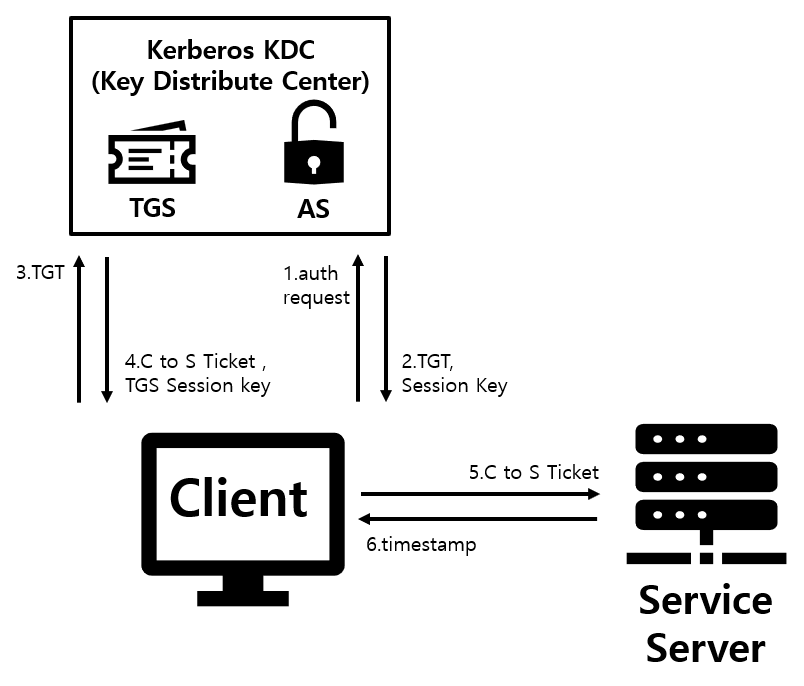 Kerberos KDC
(Key Distribute Center)
TGS
AS
3.TGT
1.auth
request
4.C to S Ticket ,
TGS Session key
2.TGT,
Session Key
Client
5.C to S Ticket
6.timestamp
Service
Server